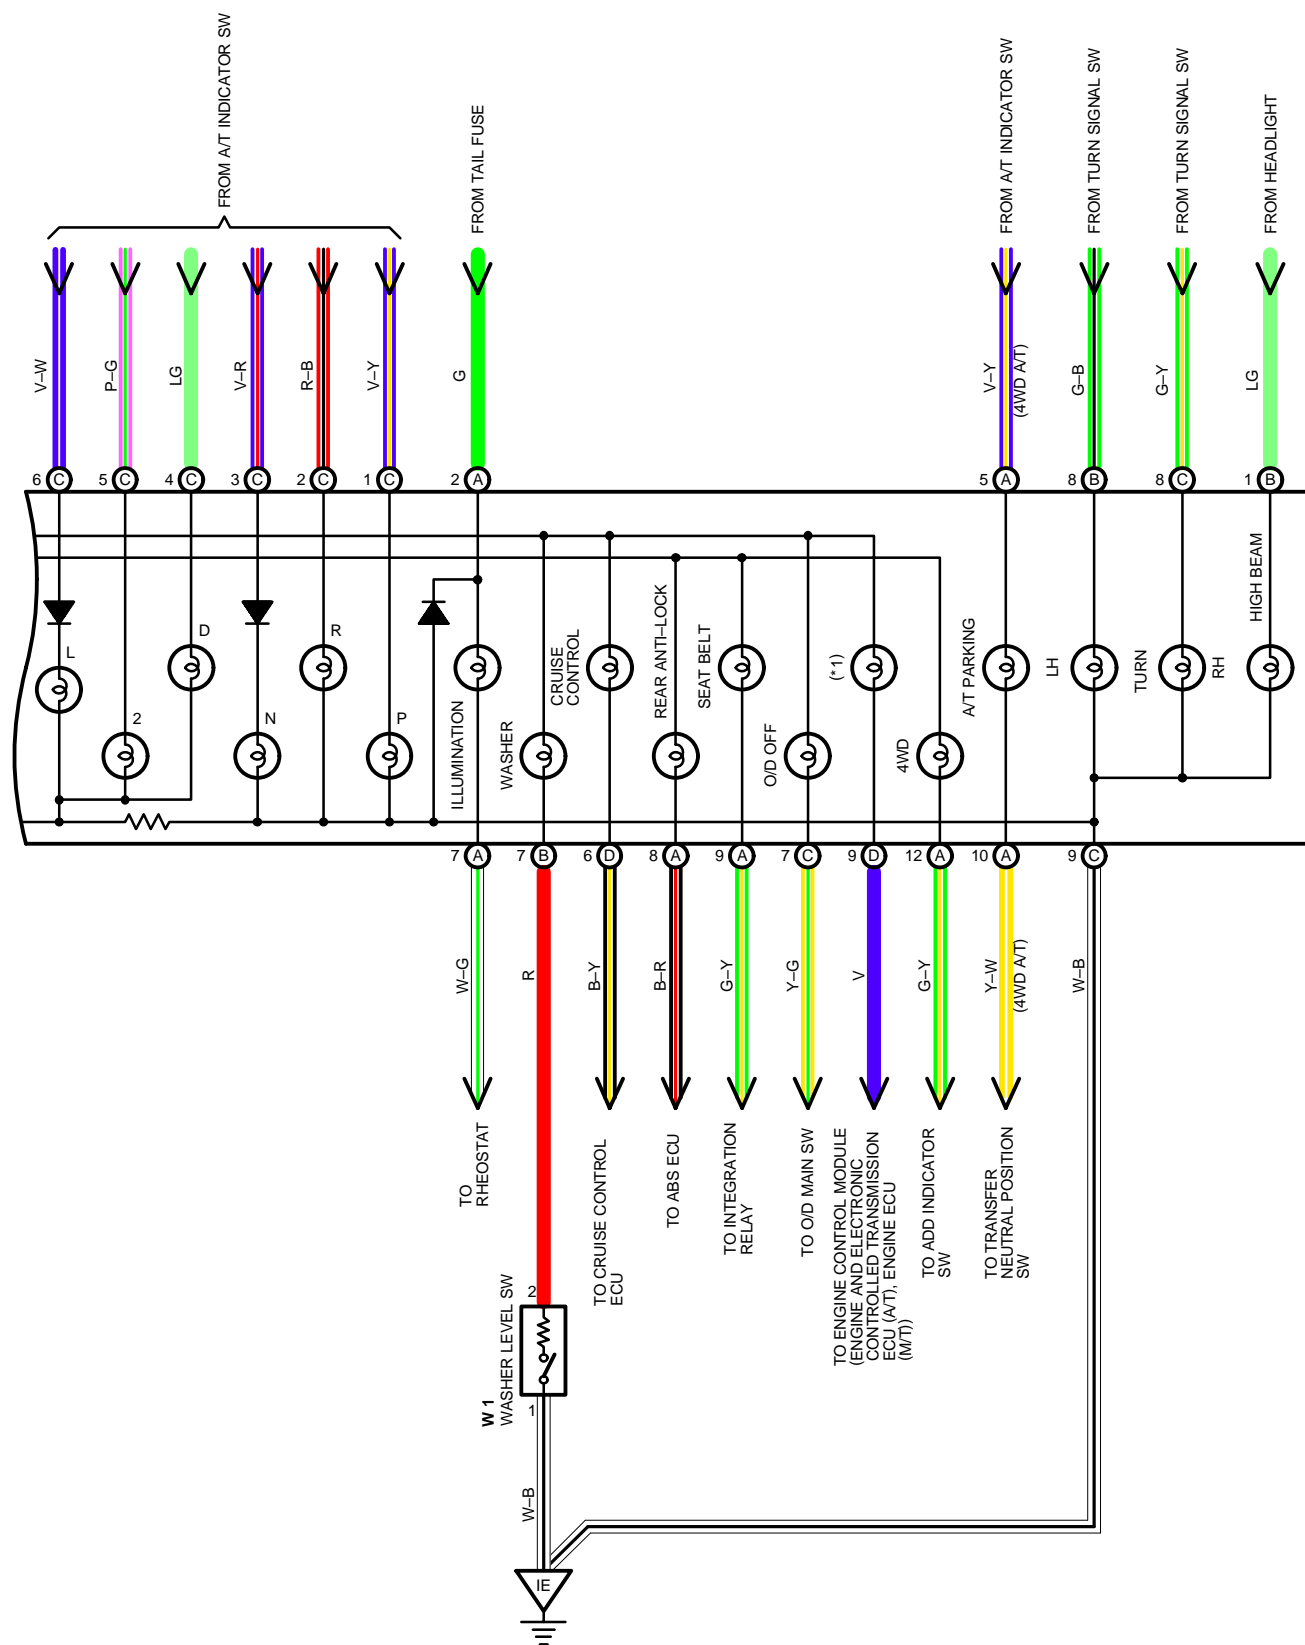 FROM A/T INDICATOR SW
FROM TAIL FUSE
FROM A/T INDICATOR SW
FROM TURN SIGNAL SW
FROM TURN SIGNAL SW
FROM HEADLIGHT
V–W
P–G
LG
V–R
R–B
V–Y
G
V–Y
(4WD A/T)
G–B
G–Y
LG
6 C
5 C
4 C
3 C
2 C
1 C
2 A
5 A
8 B
8 C
1 B
L
2
D
N
R
P
ILLUMINATION
WASHER
CRUISE
CONTROL
REAR ANTI–LOCK
SEAT BELT
O/D OFF
(*1)
4WD
A/T PARKING
LH
TURN
RH
HIGH BEAM
7 A
7 B
6 D
8 A
9 A
7 C
9 D
12 A
10 A
9 C
W–G
R
B–Y
B–R
G–Y
Y–G
V
G–Y
Y–W
(4WD A/T)
W–B
TO
RHEOSTAT
TO CRUISE CONTROL
ECU
TO ABS ECU
TO INTEGRATION
RELAY
TO O/D MAIN SW
TO ENGINE CONTROL MODULE
(ENGINE AND ELECTRONIC
CONTROLLED TRANSMISSION
ECU (A/T), ENGINE ECU
(M/T))
TO ADD INDICATOR
SW
TO TRANSFER
NEUTRAL POSITION
SW
2
W 1
WASHER LEVEL SW
1
W–B
IE